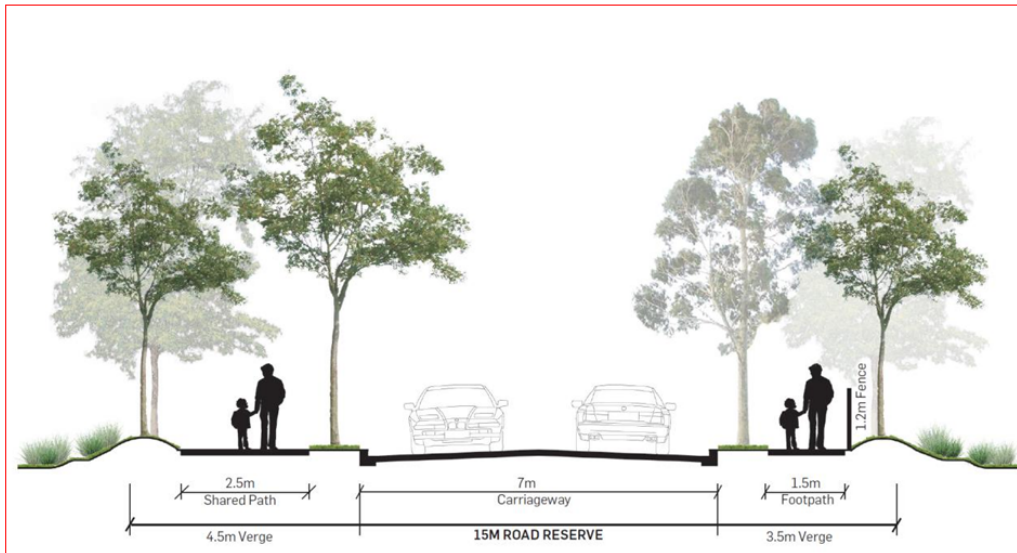 1.2m Fence
2.5m
Shared Path
7m
Carriageway
1.5m
Footpath
4.5m Verge
15M ROAD RESERVE
3.5m Verge